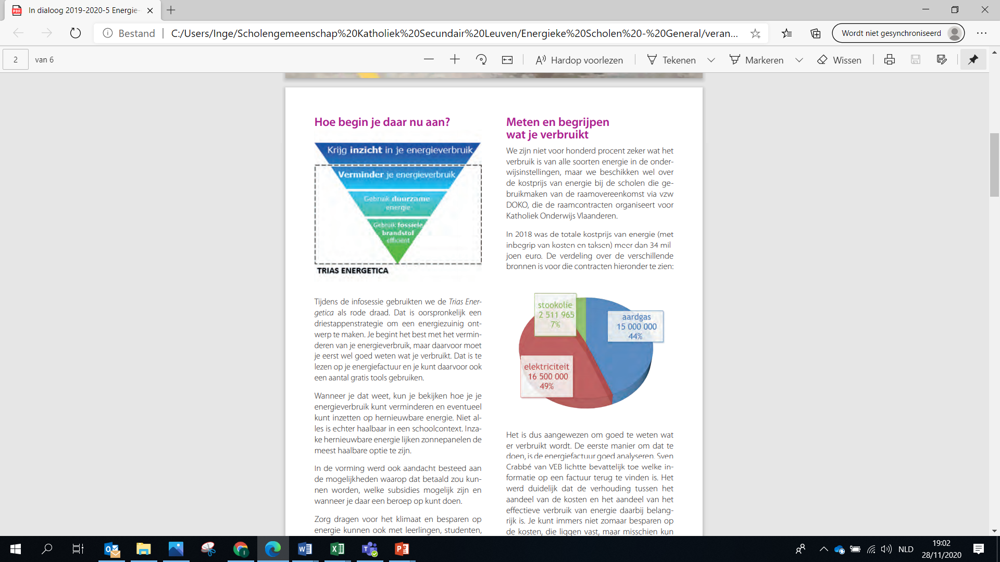 In dialoog 2019-2020-5 Energie-
Bestand
C:/Users/Inge/Scholengemeenschap%20Katholiek%20Secundair%20Leuven/Energieke%20Scholen%20-%20General/veran...
Wordt niet gesynchroniseerd
2 van 6
Hardop voorlezen
Tekenen
Markeren
Wissen
Hoe begin je daar nu aan?
Krijg inzicht in je energieverbruik
Verminder je energieverbruik
Gebruik duurzame
energie
Gebruik fossiele
brandstof
efficiënt
TRIAS ENERGETICA
Tijdens de infosessie gebruikten we de Trias Ener-
getica als rode draad. Dat is oorspronkelijk een
driestappenstrategie om een energiezuinig ont-
werp te maken. Je begint het best met het vermin-
deren van je energieverbruik, maar daarvoor moet
je eerst wel goed weten wat je verbruikt. Dat is te
lezen op je energiefactuur en je kunt daarvoor ook
een aantal gratis tools gebruiken.
Wanneer je dat weet, kun je bekijken hoe je je
energieverbruik kunt verminderen en eventueel
kunt inzetten op hernieuwbare energie. Niet al-
les is echter haalbaar in een schoolcontext. Inza-
ke hernieuwbare energie lijken zonnepanelen de
meest haalbare optie te zijn.
In de vorming werd ook aandacht besteed aan
de mogelijkheden waarop dat betaald zou kun-
nen worden, welke subsidies mogelijk zijn en
wanneer je daar een beroep op kunt doen.
Zorg dragen voor het klimaat en besparen op
energie kunnen ook met leerlingen, studenten,
Meten en begrijpen
wat je verbruikt
We zijn niet voor honderd procent zeker wat het
verbruik is van alle soorten energie in de onder-
wijsinstellingen, maar we beschikken wel over
de kostprijs van energie bij de scholen die ge-
bruikmaken van de raamovereenkomst via vzw
DOKO, die de raamcontracten organiseert voor
Katholiek Onderwijs Vlaanderen.
In 2018 was de totale kostprijs van energie (met
inbegrip van kosten en taksen) meer dan 34 mil
joen euro. De verdeling over de verschillende
bronnen is voor die contracten hieronder te zien:
stookolie
2 511 965
7%
aardgas
15 000 000
44%
elektriciteit
16 500 000
49%
Het is dus aangewezen om goed te weten wat
er verbruikt wordt. De eerste manier om dat te
doen, is de energiefactuur goed analyseren. Sven
Crabbé van VEB lichtte bevattelijk toe welke in-
formatie op een factuur terug te vinden is. Het
werd duidelijk dat de verhouding tussen het
aandeel van de kosten en het aandeel van het
effectieve verbruik van energie daarbij belang-
rijk is. Je kunt immers niet zomaar besparen op
de kosten, die liggen vast, maar misschien kun
NLD
19:02
28/11/2020